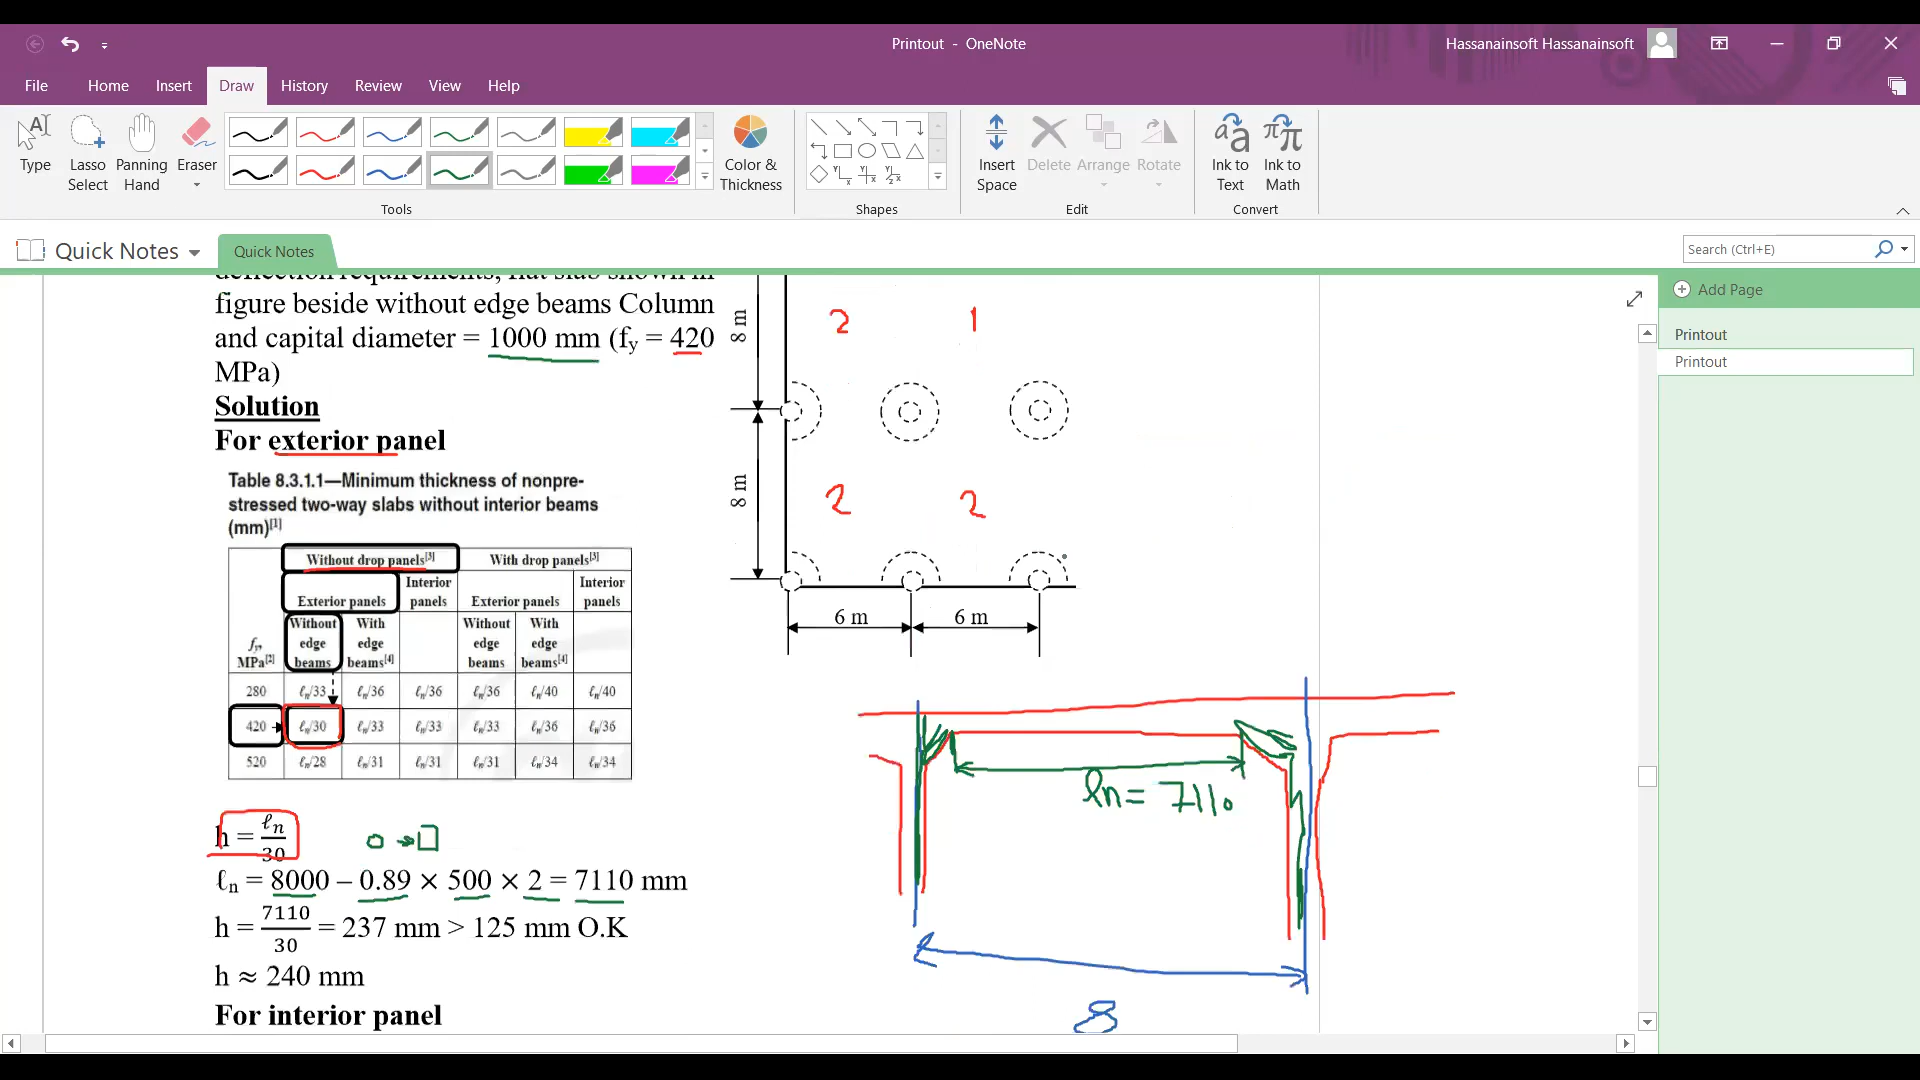 Printout - OneNote
Hassanainsoft Hassanainsoft
File Home Insert Draw History Review View Help
Type
Lasso Select
Panning Hand
Eraser
Color & Thickness
Insert Space
Delete Arrange Rotate
Ink to Text
Ink to Math
Tools Shapes Edit Convert
Quick Notes
Quick Notes
Search (Ctrl+E)
Add Page
Printout
Printout
deflection requirements, flat slab shown in
figure beside without edge beams Column
and capital diameter = 1000 mm (fy = 420
MPa)
Solution
For exterior panel
Table 8.3.1.1—Minimum thickness of nonpre-
stressed two-way slabs without interior beams
(mm)[1]
Without drop panels[3] With drop panels[3]
Exterior panels Interior panels Exterior panels Interior panels
fy, MPa[2] Without edge beams With edge beams[4] Without edge beams With edge beams[4]
280 ℓn/33 ℓn/36 ℓn/36 ℓn/36 ℓn/40 ℓn/40
420 ℓn/30 ℓn/33 ℓn/33 ℓn/33 ℓn/36 ℓn/36
520 ℓn/28 ℓn/31 ℓn/31 ℓn/31 ℓn/34 ℓn/34
h = ℓn/30
ℓn = 8000 – 0.89 × 500 × 2 = 7110 mm
h = 7110/30 = 237 mm > 125 mm O.K
h ≈ 240 mm
For interior panel
8 m
2 1
8 m
2 2
6 m 6 m
ln = 7110
8